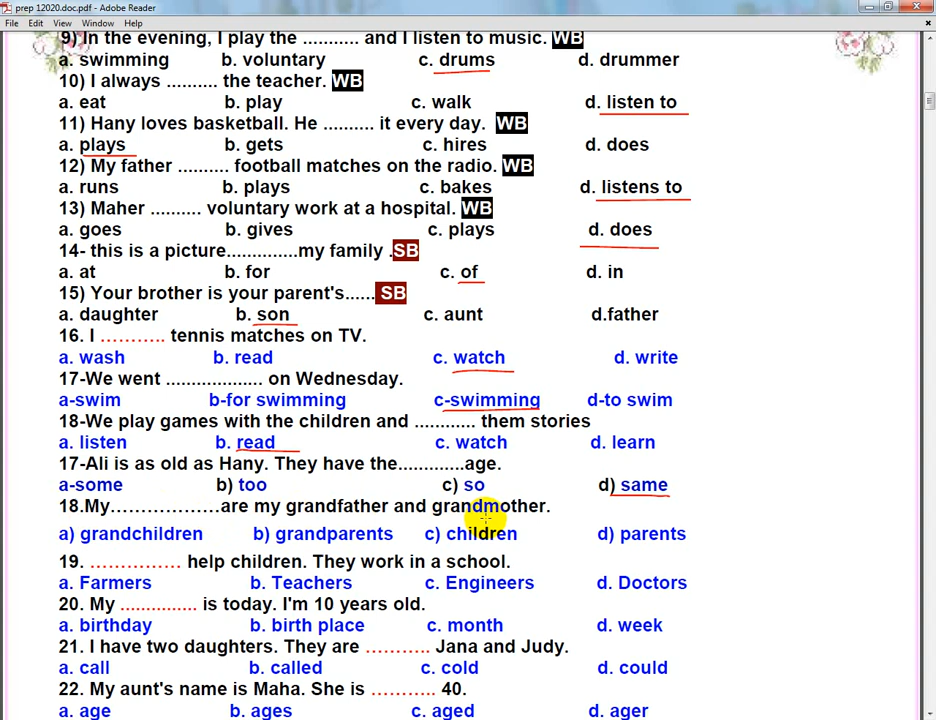 prep 12020.doc.pdf - Adobe Reader
File Edit View Window Help
9) In the evening, I play the ........... and I listen to music. WB
a. swimming b. voluntary c. drums d. drummer
10) I always .......... the teacher. WB
a. eat b. play c. walk d. listen to
11) Hany loves basketball. He .......... it every day. WB
a. plays b. gets c. hires d. does
12) My father .......... football matches on the radio. WB
a. runs b. plays c. bakes d. listens to
13) Maher .......... voluntary work at a hospital. WB
a. goes b. gives c. plays d. does
14- this is a picture..............my family .SB
a. at b. for c. of d. in
15) Your brother is your parent's...... SB
a. daughter b. son c. aunt d.father
16. I ……….. tennis matches on TV.
a. wash b. read c. watch d. write
17-We went ................... on Wednesday.
a-swim b-for swimming c-swimming d-to swim
18-We play games with the children and ............ them stories
a. listen b. read c. watch d. learn
17-Ali is as old as Hany. They have the.............age.
a-some b) too c) so d) same
18.My………………are my grandfather and grandmother.
a) grandchildren b) grandparents c) children d) parents
19. …………… help children. They work in a school.
a. Farmers b. Teachers c. Engineers d. Doctors
20. My ............... is today. I'm 10 years old.
a. birthday b. birth place c. month d. week
21. I have two daughters. They are ……….. Jana and Judy.
a. call b. called c. cold d. could
22. My aunt's name is Maha. She is ……….. 40.
a. age b. ages c. aged d. ager